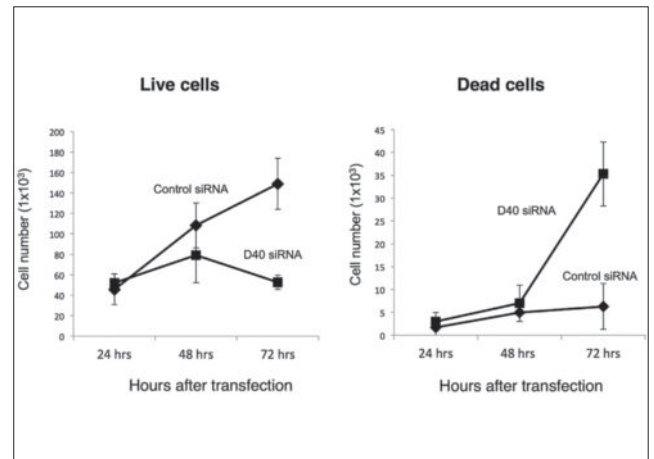 Live cells
Cell number (1x10³)
200
180
160
140
120
100
80
60
40
20
0
Control siRNA
D40 siRNA
24 hrs 48 hrs 72 hrs
Hours after transfection
Dead cells
Cell number (1x10³)
45
40
35
30
25
20
15
10
5
0
D40 siRNA
Control siRNA
24 hrs 48 hrs 72 hrs
Hours after transfection